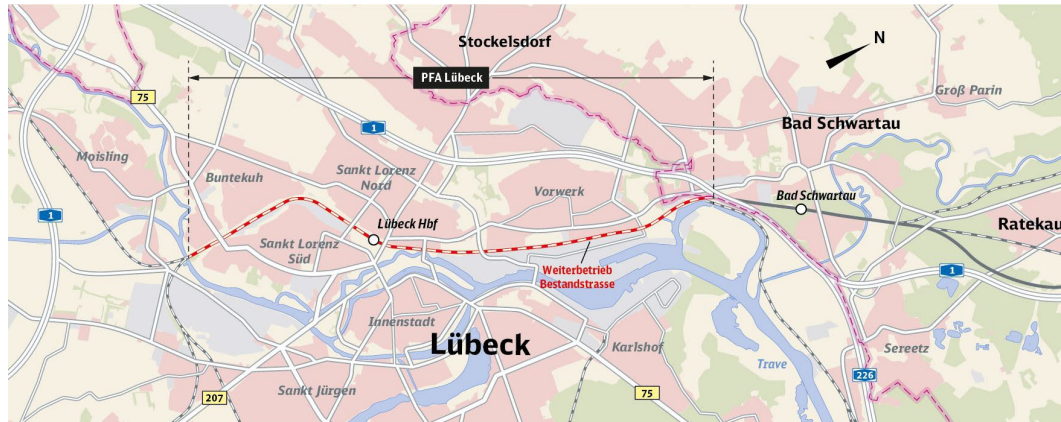 Stockelsdorf
N
PFA Lübeck
75
Groß Parin
1
Bad Schwartau
Moisling
Buntekuh
Sankt Lorenz
Nord
Vorwerk
Bad Schwartau
1
Lübeck Hbf
Ratekau
Sankt Lorenz
Süd
Weiterbetrieb
Bestandstrasse
1
Innenstadt
Lübeck
Karlshof
Trave
Sereetz
226
Sankt Jürgen
207
75